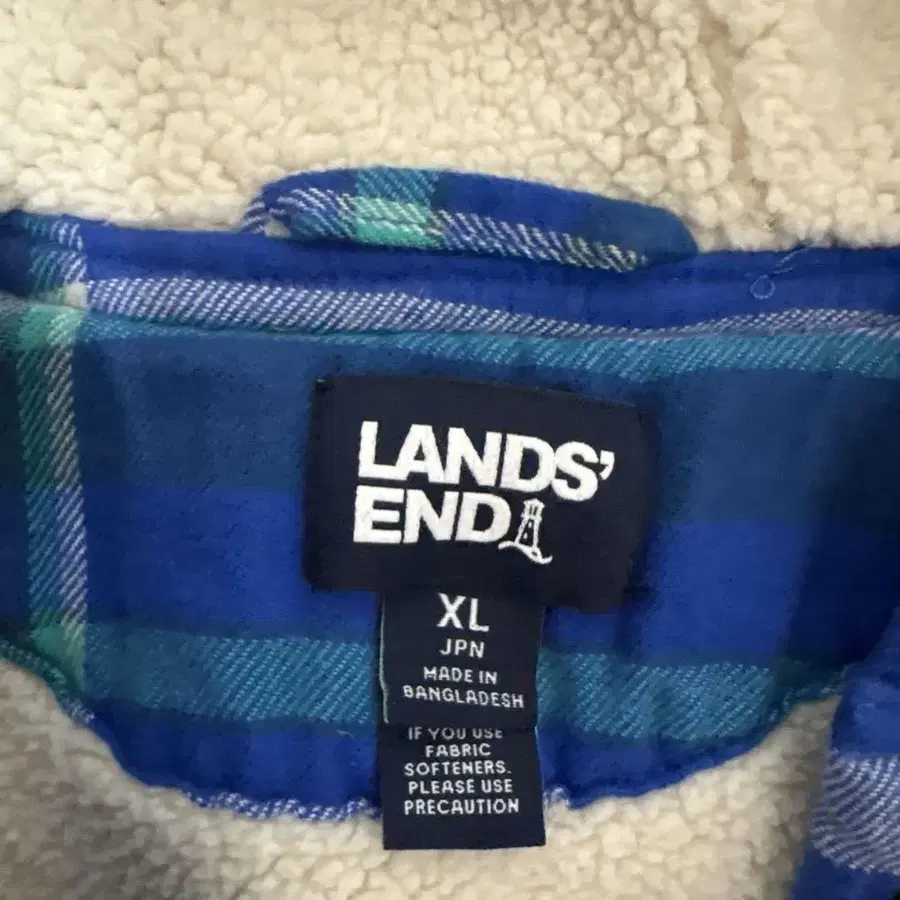 LANDS'
END
XL
JPN
MADE IN
BANGLADESH
IF YOU USE
FABRIC
SOFTENERS.
PLEASE USE
PRECAUTION